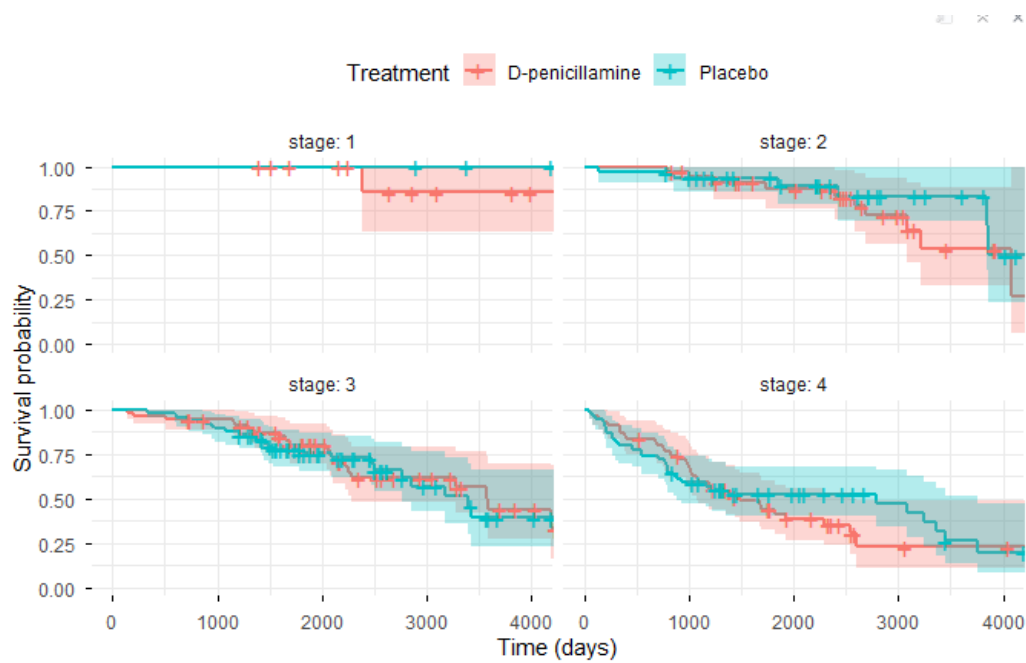 Treatment D-penicillamine Placebo
stage: 1 stage: 2
1.00
0.75
0.50
0.25
0.00
stage: 3 stage: 4
1.00
0.75
0.50
0.25
0.00
Survival probability
0 1000 2000 3000 4000 0 1000 2000 3000 4000
Time (days)